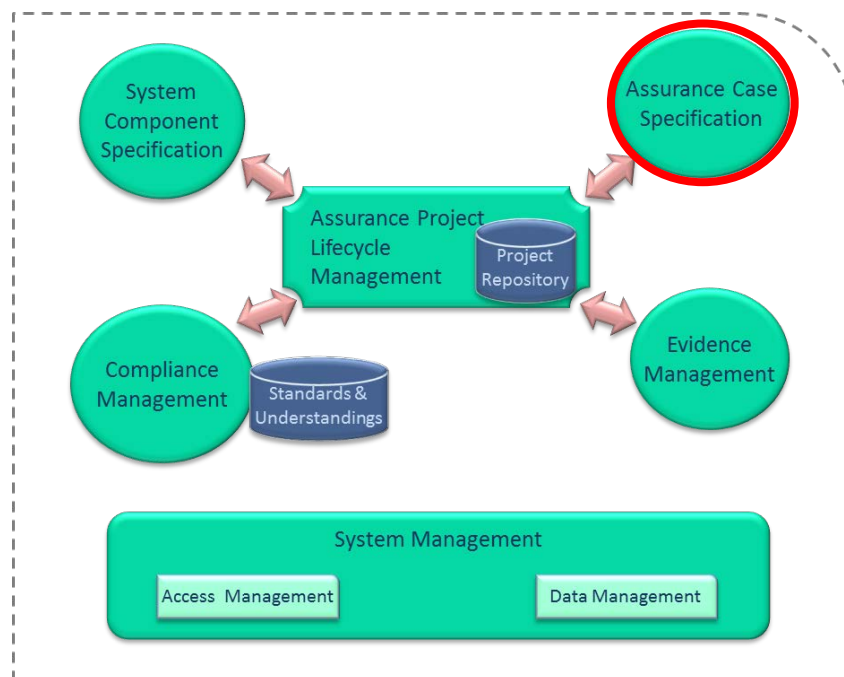 System
Component
Specification
Assurance Case
Specification
Assurance Project
Lifecycle
Management
Project
Repository
Compliance
Management
Standards &
Understandings
Evidence
Management
System Management
Access Management
Data Management